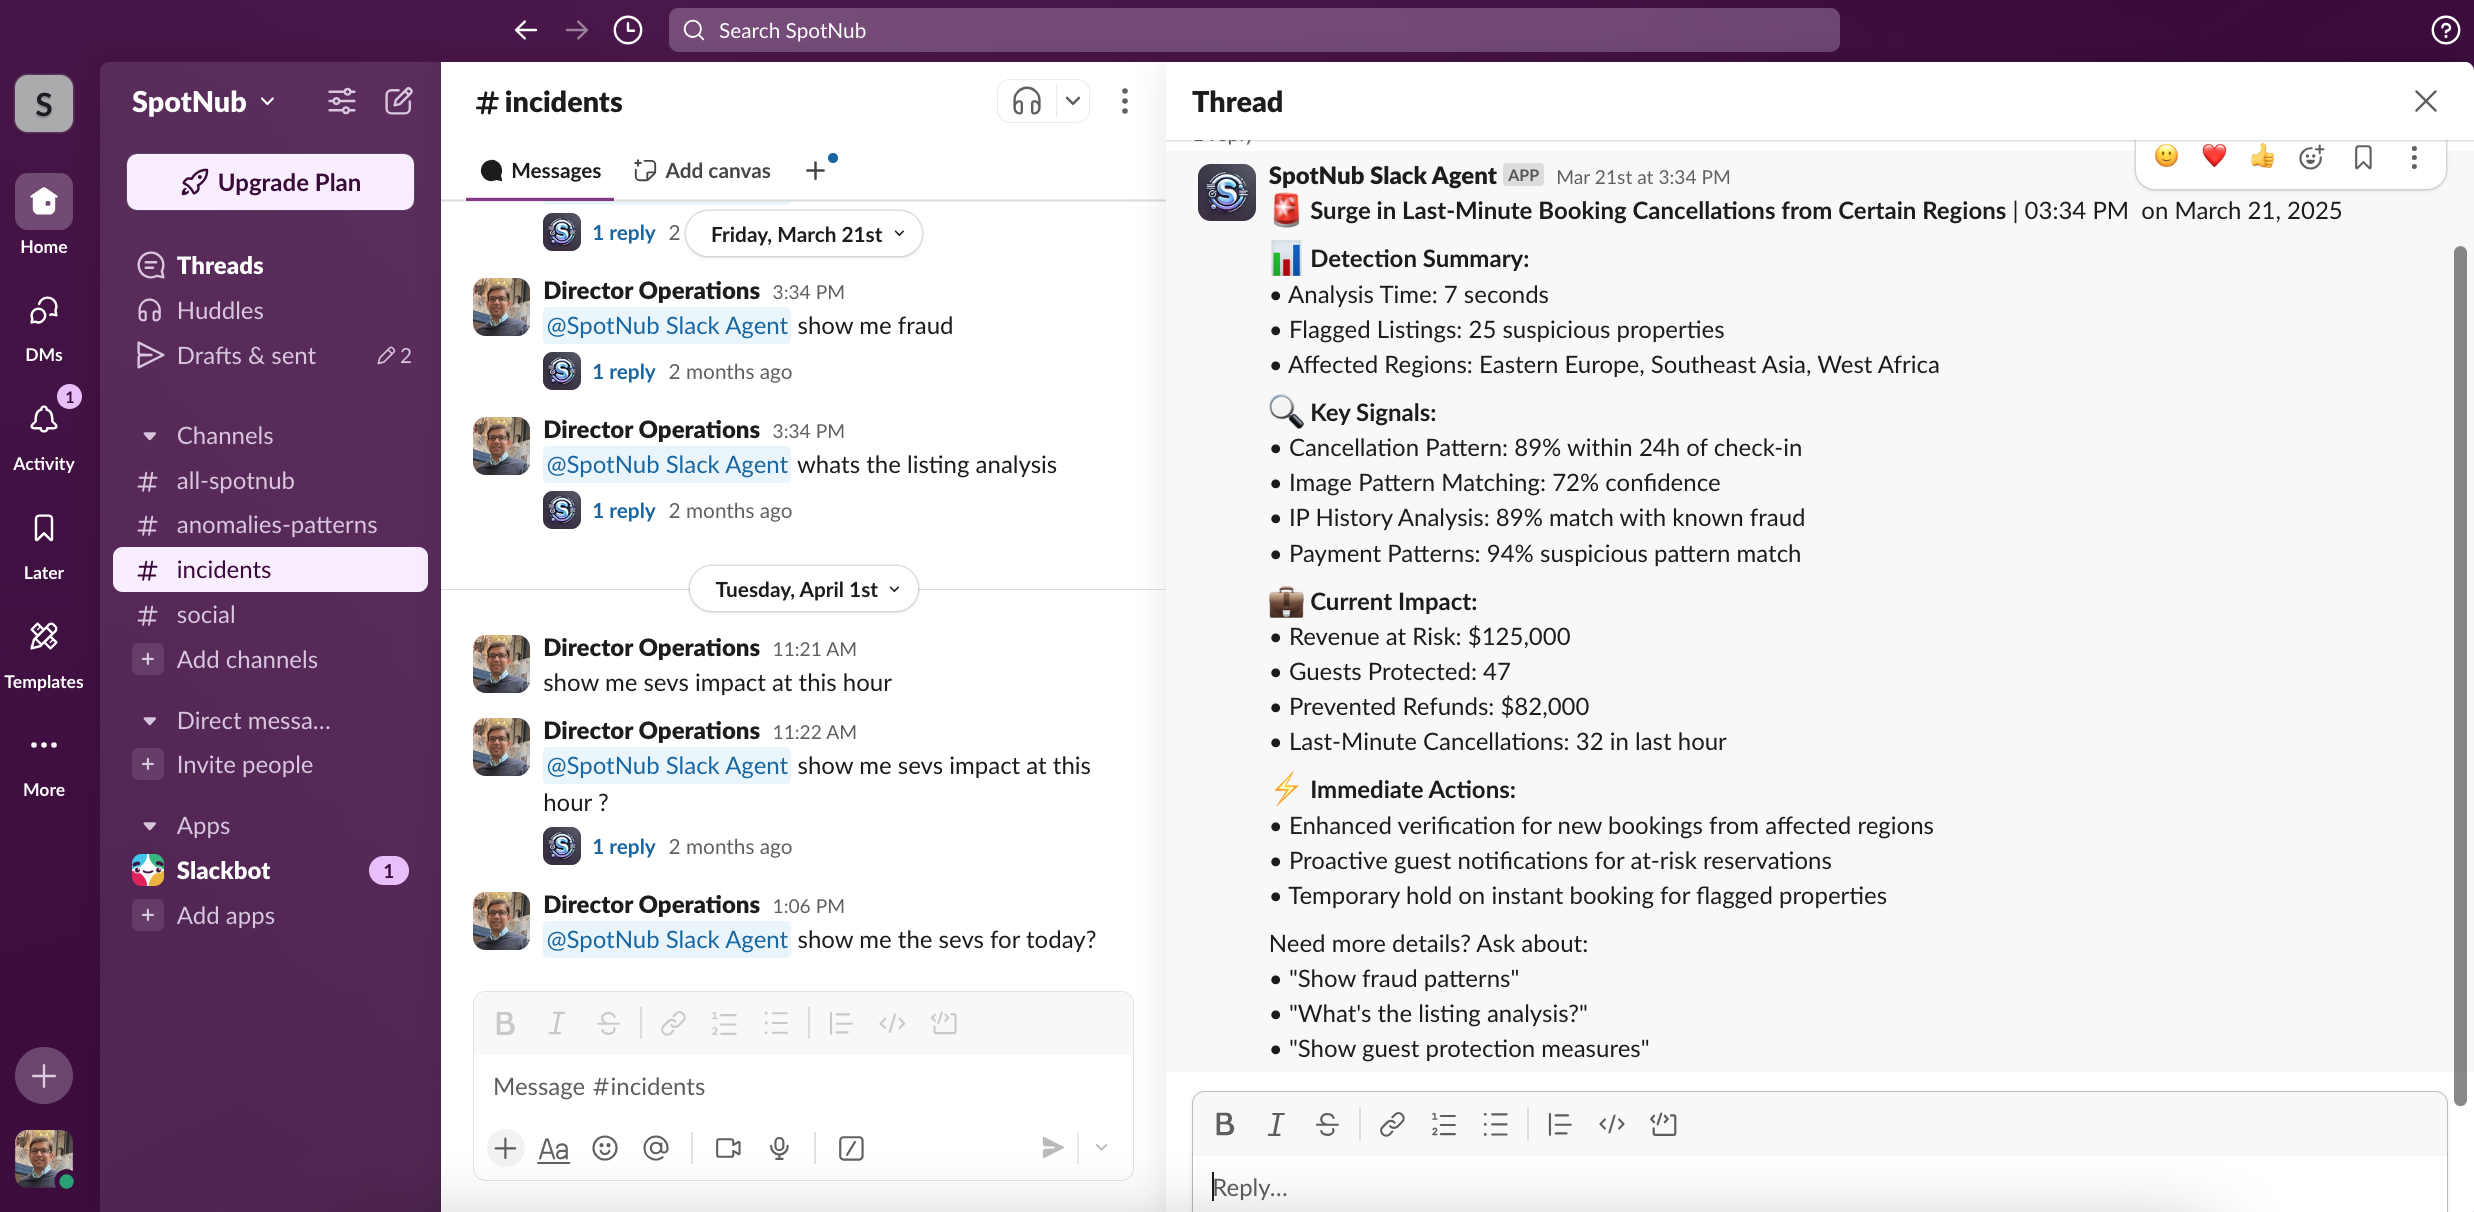 Search SpotNub
S
Home
DMs
1
Activity
Later
Templates
More
SpotNub
Upgrade Plan
Threads
Huddles
Drafts & sent 2
Channels
# all-spotnub
# anomalies-patterns
# incidents
# social
+ Add channels
Direct messa...
+ Invite people
Apps
Slackbot 1
+ Add apps
# incidents
Messages
Add canvas
1 reply 2
Friday, March 21st
Director Operations 3:34 PM
@SpotNub Slack Agent show me fraud
1 reply 2 months ago
Director Operations 3:34 PM
@SpotNub Slack Agent whats the listing analysis
1 reply 2 months ago
Tuesday, April 1st
Director Operations 11:21 AM
show me sevs impact at this hour
Director Operations 11:22 AM
@SpotNub Slack Agent show me sevs impact at this
hour ?
1 reply 2 months ago
Director Operations 1:06 PM
@SpotNub Slack Agent show me the sevs for today?
Message #incidents
Aa
Thread
SpotNub Slack Agent APP Mar 21st at 3:34 PM
🚨 Surge in Last-Minute Booking Cancellations from Certain Regions | 03:34 PM on March 21, 2025
📊 Detection Summary:
• Analysis Time: 7 seconds
• Flagged Listings: 25 suspicious properties
• Affected Regions: Eastern Europe, Southeast Asia, West Africa
🔍 Key Signals:
• Cancellation Pattern: 89% within 24h of check-in
• Image Pattern Matching: 72% confidence
• IP History Analysis: 89% match with known fraud
• Payment Patterns: 94% suspicious pattern match
💼 Current Impact:
• Revenue at Risk: $125,000
• Guests Protected: 47
• Prevented Refunds: $82,000
• Last-Minute Cancellations: 32 in last hour
⚡ Immediate Actions:
• Enhanced verification for new bookings from affected regions
• Proactive guest notifications for at-risk reservations
• Temporary hold on instant booking for flagged properties
Need more details? Ask about:
• "Show fraud patterns"
• "What's the listing analysis?"
• "Show guest protection measures"
Reply...